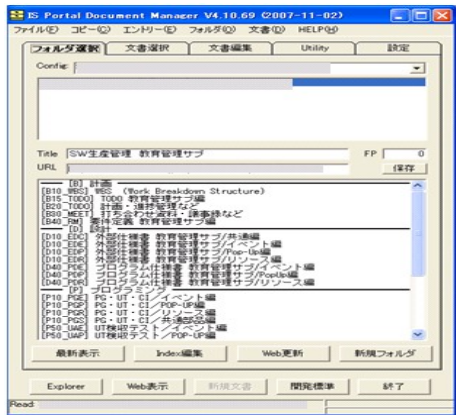 IS Portal Document Manager V4.10.69 (2007-11-02)
ファイル(F) コピー(C) エントリー(E) フォルダ(O) 文書(D) HELP(H)
フォルダ選択 文書選択 文書編集 Utility 設定
Config:
Title SW生産管理 教育管理サブ FP 0
URL 保存
[B] 計画
[B10_WBS] WBS (Work Breakdown Structure)
[B15_TODO] TODO 教育管理サブ編
[B20_TODO] 計画・進捗管理など
[B30_MEET] 打ち合わせ資料・議事録など
[B40_RM] 要件定義 教育管理サブ編
[D] 設計
[D10_EDC] 外部仕様書 教育管理サブ/共通編
[D10_EDE] 外部仕様書 教育管理サブ/イベント編
[D10_EDP] 外部仕様書 教育管理サブ/Pop-Up編
[D10_EDR] 外部仕様書 教育管理サブ/リソース編
[D40_PDE] プログラム仕様書 教育管理サブ/イベント編
[D40_PDP] プログラム仕様書 教育管理サブ/PopUp編
[D40_PDR] プログラム仕様書 教育管理サブ/リソース編
[P] プログラミング
[P10_PGE] PG・UT・CI/イベント編
[P10_PGP] PG・UT・CI/POP-UP編
[P10_PGR] PG・UT・CI/リソース編
[P10_PGS] PG・UT・CI/共通部品編
[P50_UAE] UT検収テスト/イベント編
[P50_UAP] UT検収テスト/POP-UP編
最新表示 Index編集 Web更新 新規フォルダ
Explorer Web表示 新規文書 開発標準 終了
Read